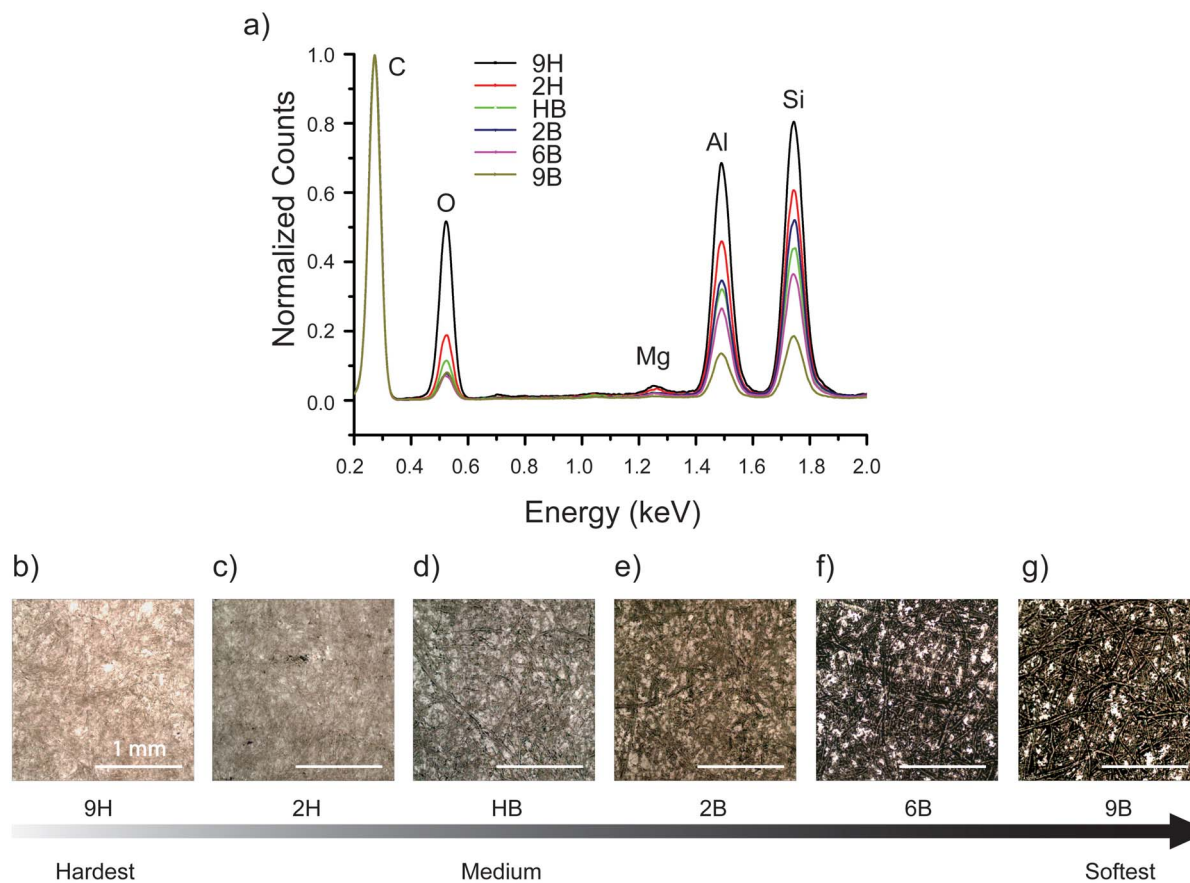 a)
1.0
0.8
0.6
0.4
0.2
0.0
Normalized Counts
C
O
Mg
Al
Si
9H
2H
HB
2B
6B
9B
0.2 0.4 0.6 0.8 1.0 1.2 1.4 1.6 1.8 2.0
Energy (keV)
b) c) d) e) f) g)
1 mm
9H 2H HB 2B 6B 9B
Hardest Medium Softest